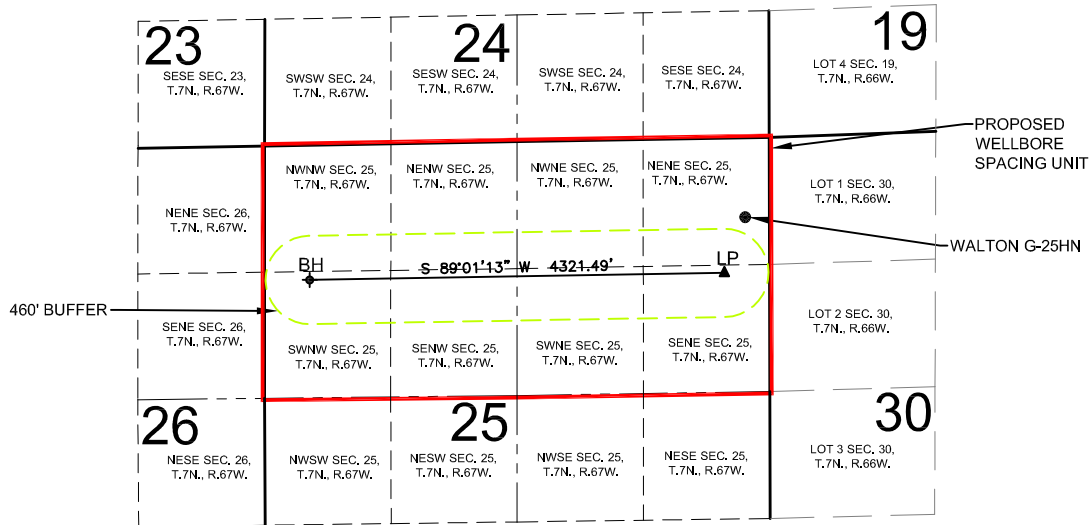 23
24
19
SESE SEC. 23,
T.7N., R.67W.
SWSW SEC. 24,
T.7N., R.67W.
SESW SEC. 24,
T.7N., R.67W.
SWSE SEC. 24,
T.7N., R.67W.
SESE SEC. 24,
T.7N., R.67W.
LOT 4 SEC. 19,
T.7N., R.66W.
PROPOSED
WELLBORE
SPACING UNIT
NENE SEC. 26,
T.7N., R.67W.
NWNW SEC. 25,
T.7N., R.67W.
NENW SEC. 25,
T.7N., R.67W.
NWNE SEC. 25,
T.7N., R.67W.
NENE SEC. 25,
T.7N., R.67W.
LOT 1 SEC. 30,
T.7N., R.66W.
WALTON G-25HN
BH
S 89°01'13" W 4321.49'
LP
460' BUFFER
SENE SEC. 26,
T.7N., R.67W.
SWNW SEC. 25,
T.7N., R.67W.
SENW SEC. 25,
T.7N., R.67W.
SWNE SEC. 25,
T.7N., R.67W.
SENE SEC. 25,
T.7N., R.67W.
LOT 2 SEC. 30,
T.7N., R.66W.
26
25
30
NESE SEC. 26,
T.7N., R.67W.
NWSW SEC. 25,
T.7N., R.67W.
NESW SEC. 25,
T.7N., R.67W.
NWSE SEC. 25,
T.7N., R.67W.
NESE SEC. 25,
T.7N., R.67W.
LOT 3 SEC. 30,
T.7N., R.66W.